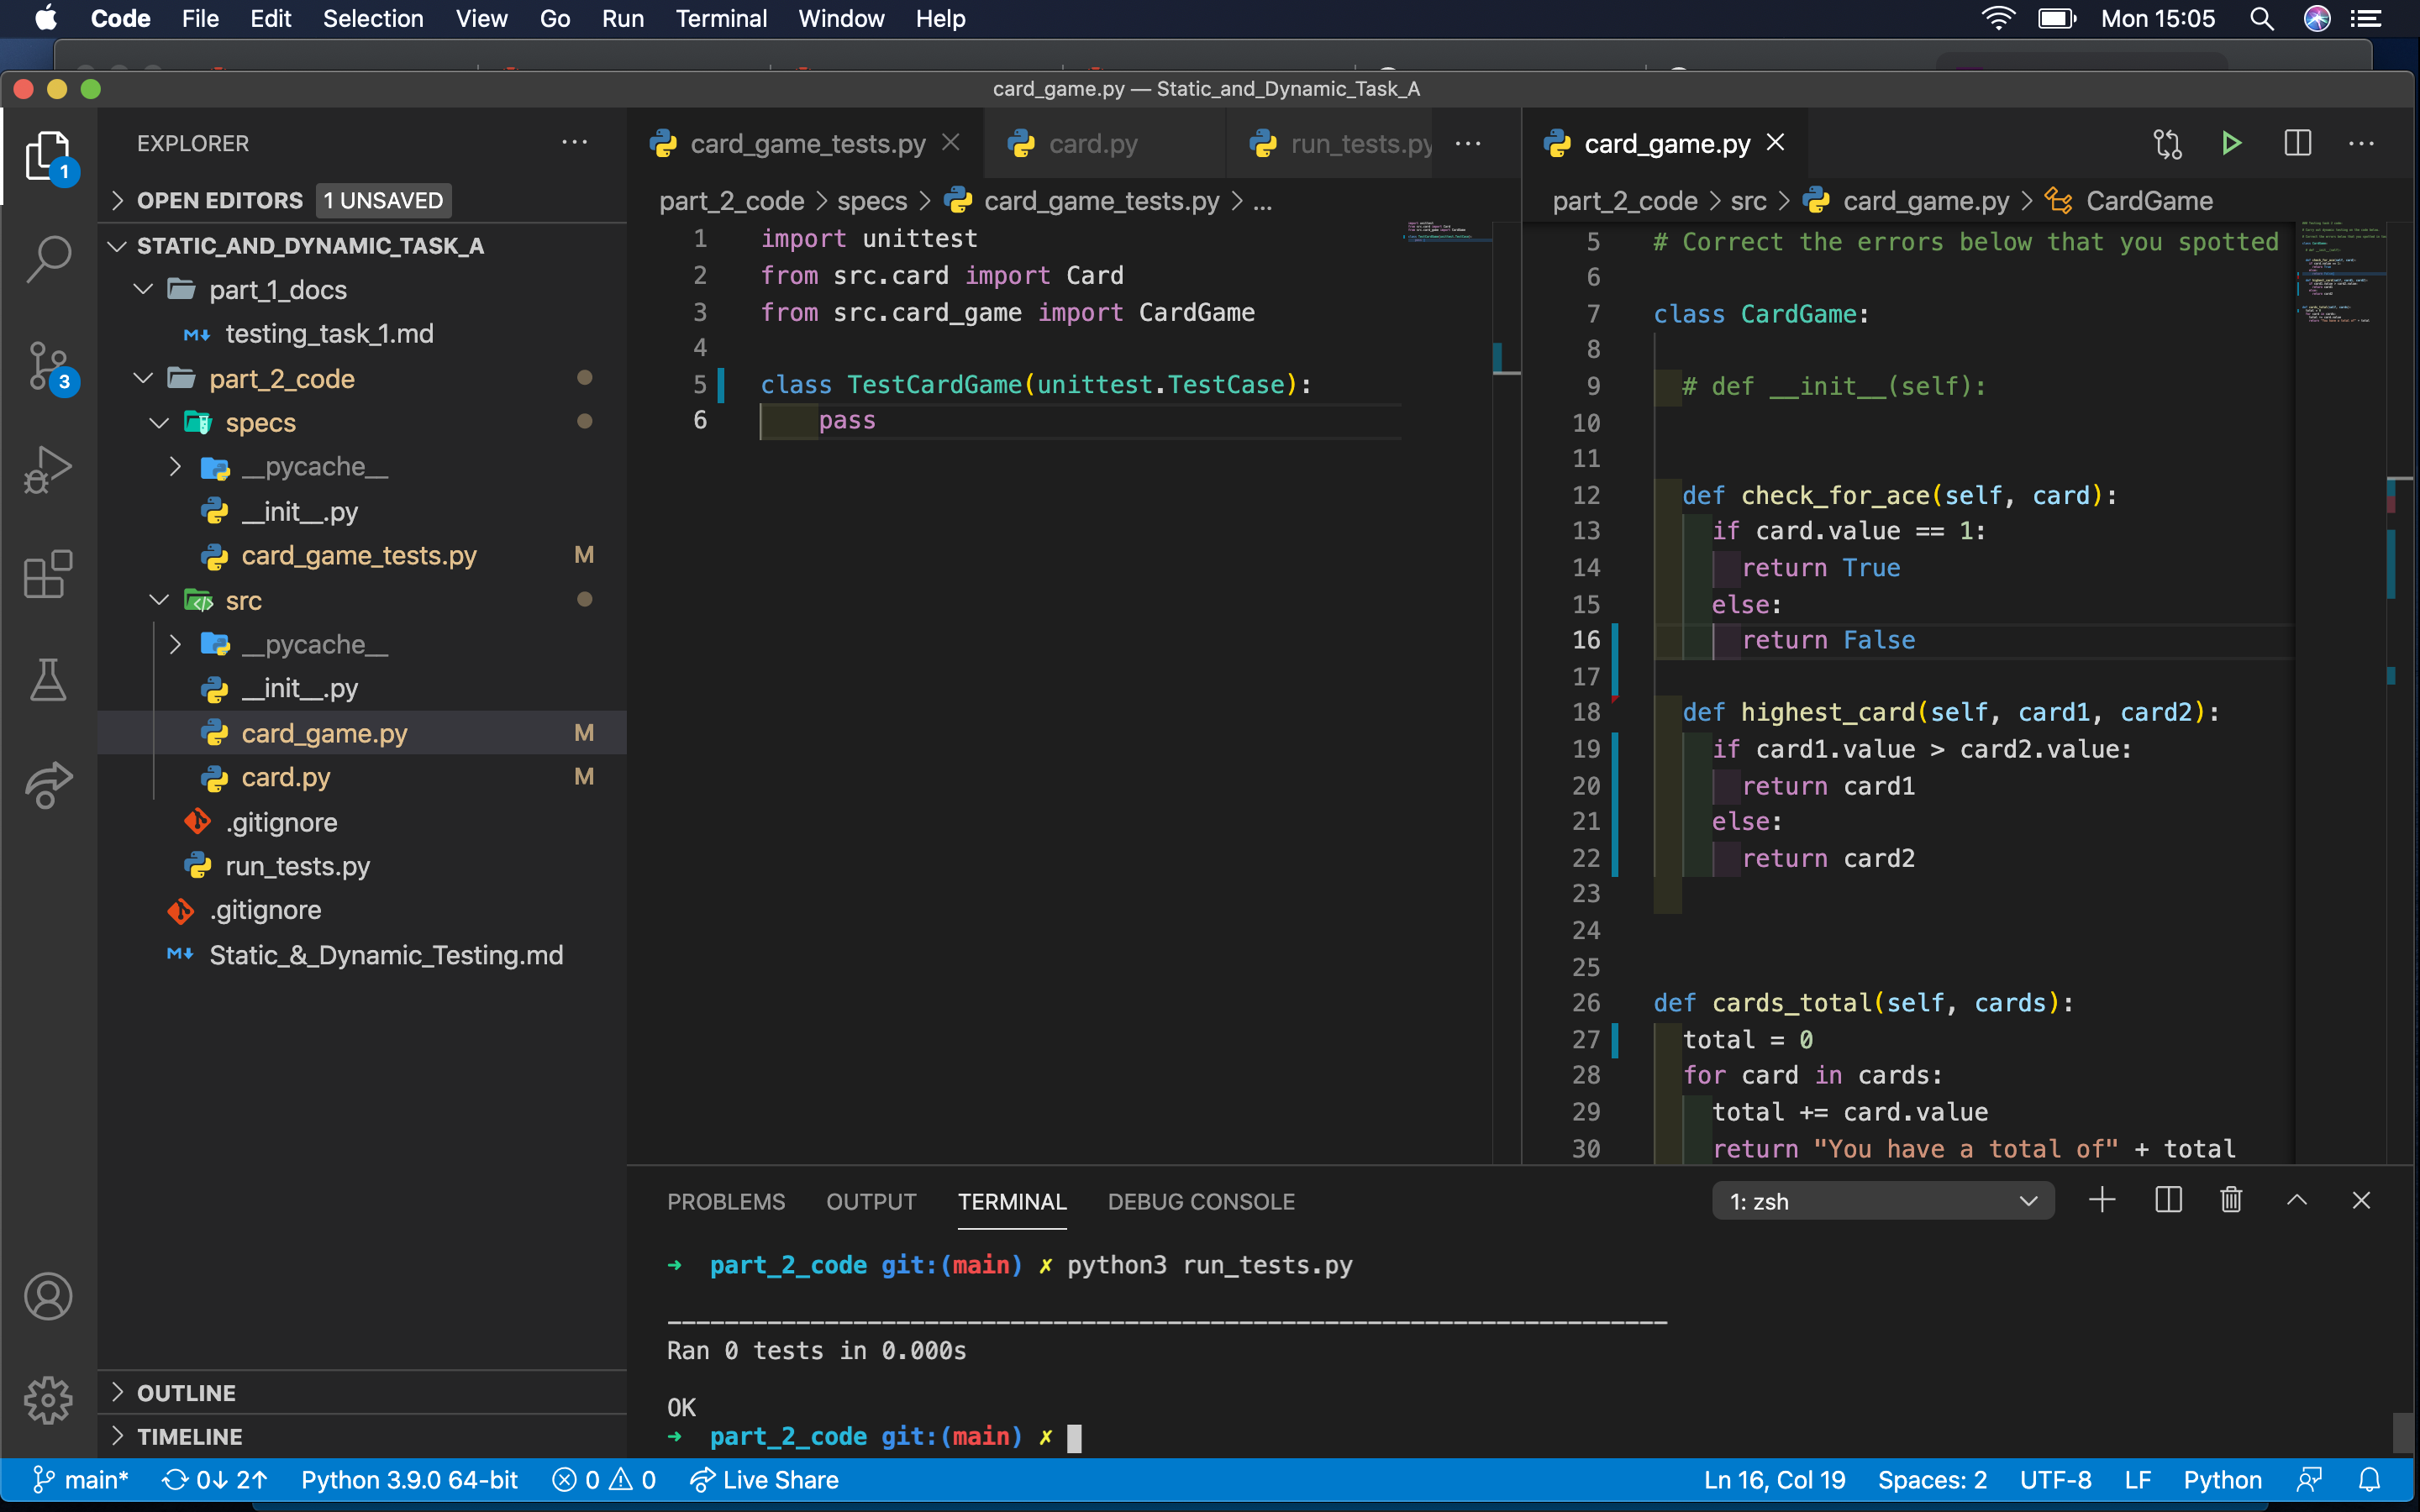 Code File Edit Selection View Go Run Terminal Window Help Mon 15:05
card_game.py — Static_and_Dynamic_Task_A
EXPLORER
OPEN EDITORS 1 UNSAVED
STATIC_AND_DYNAMIC_TASK_A
part_1_docs
testing_task_1.md
part_2_code
specs
__pycache__
__init__.py
card_game_tests.py M
src
__pycache__
__init__.py
card_game.py M
card.py M
.gitignore
run_tests.py
.gitignore
Static_&_Dynamic_Testing.md
OUTLINE
TIMELINE
1
3
card_game_tests.py card.py run_tests.py
part_2_code > specs > card_game_tests.py > ...
1 import unittest
2 from src.card import Card
3 from src.card_game import CardGame
4
5 class TestCardGame(unittest.TestCase):
6 pass
card_game.py
part_2_code > src > card_game.py > CardGame
5 # Correct the errors below that you spotted
6
7 class CardGame:
8
9 # def __init__(self):
10
11
12 def check_for_ace(self, card):
13 if card.value == 1:
14 return True
15 else:
16 return False
17
18 def highest_card(self, card1, card2):
19 if card1.value > card2.value:
20 return card1
21 else:
22 return card2
23
24
25
26 def cards_total(self, cards):
27 total = 0
28 for card in cards:
29 total += card.value
30 return "You have a total of" + total
PROBLEMS OUTPUT TERMINAL DEBUG CONSOLE 1: zsh
➜ part_2_code git:(main) ✗ python3 run_tests.py
----------------------------------------------------------------------
Ran 0 tests in 0.000s
OK
➜ part_2_code git:(main) ✗
main* 0↓ 2↑ Python 3.9.0 64-bit 0 0 Live Share Ln 16, Col 19 Spaces: 2 UTF-8 LF Python